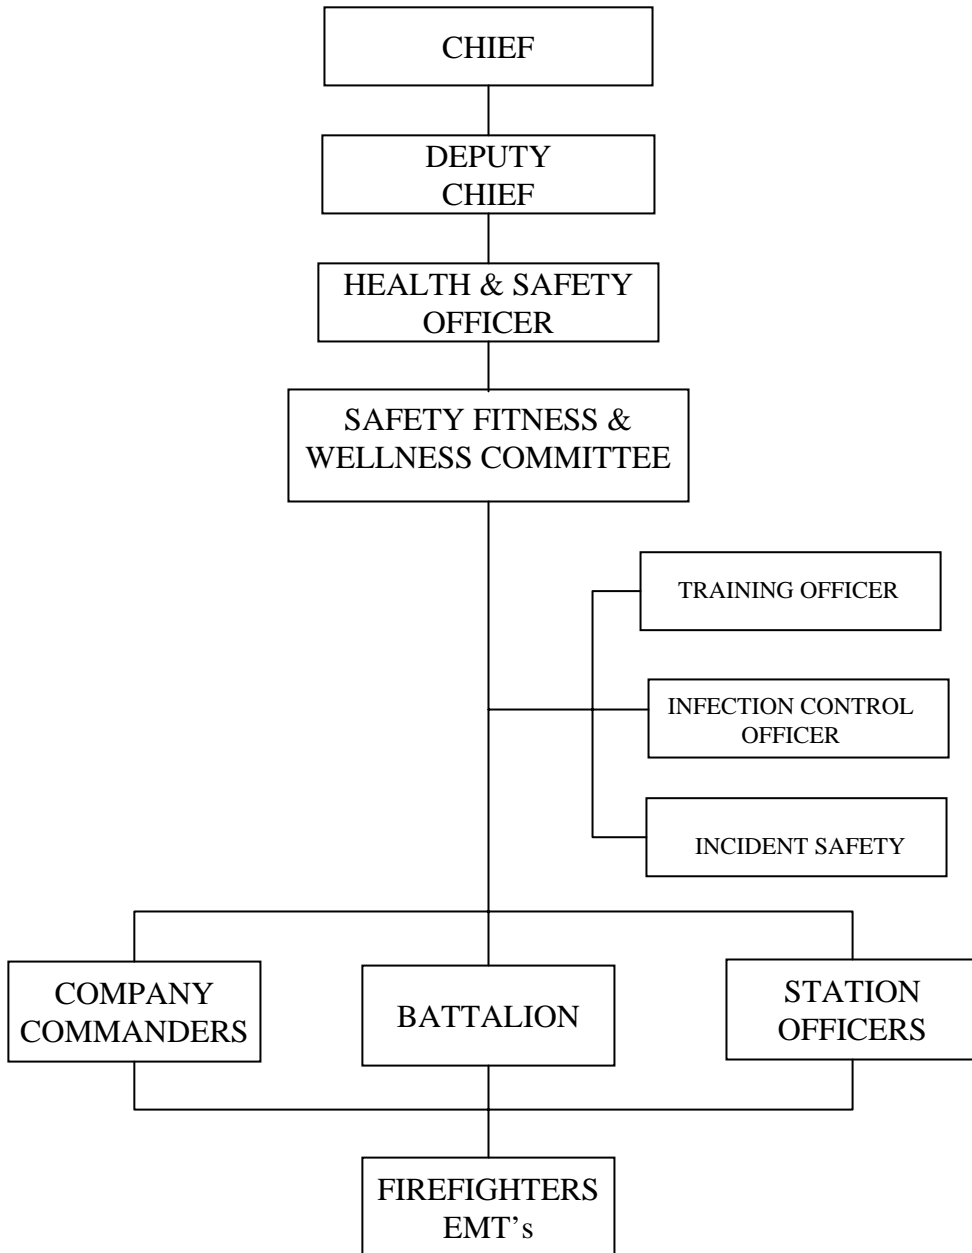 CHIEF
DEPUTY
CHIEF
HEALTH & SAFETY
OFFICER
SAFETY FITNESS &
WELLNESS COMMITTEE
TRAINING OFFICER
INFECTION CONTROL
OFFICER
INCIDENT SAFETY
COMPANY
COMMANDERS
BATTALION
STATION
OFFICERS
FIREFIGHTERS
EMT’s